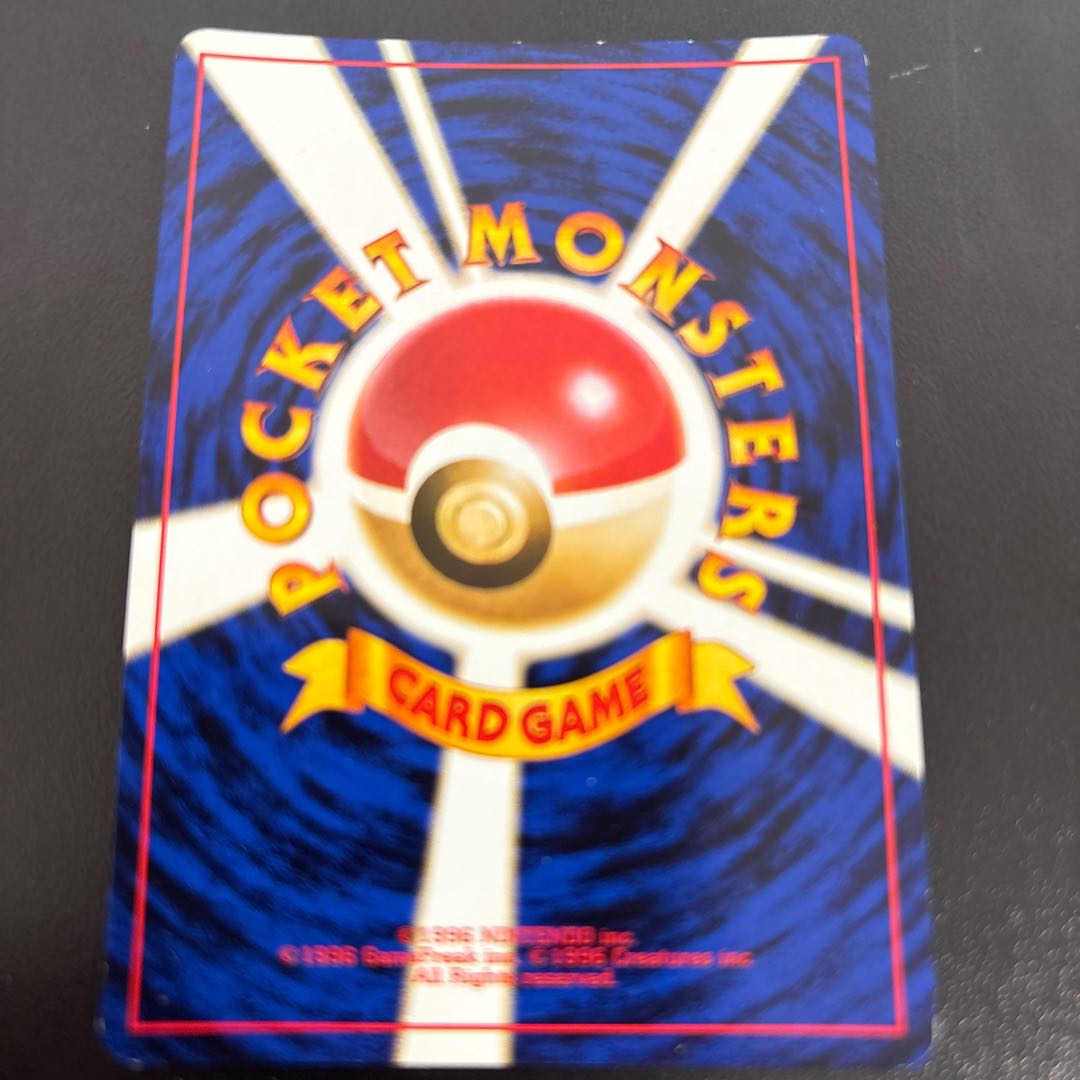 POCKET MONSTERS
CARD GAME
©1996 NINTENDO inc
©1996 GameFreak inc. ©1996 Creatures inc
All Rights reserved.